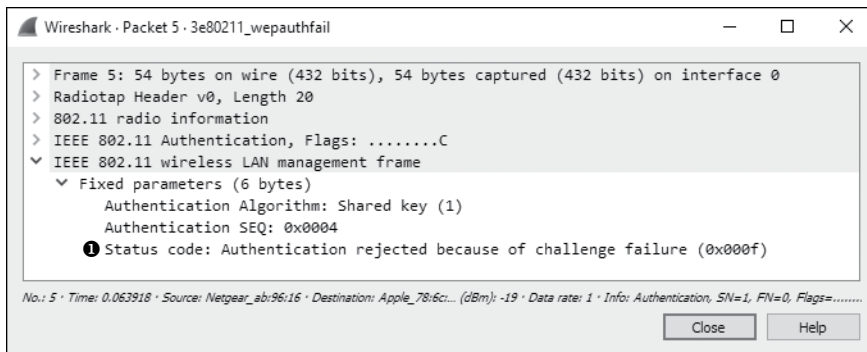 Wireshark · Packet 5 · 3e80211_wepauthfail
Frame 5: 54 bytes on wire (432 bits), 54 bytes captured (432 bits) on interface 0
Radiotap Header v0, Length 20
802.11 radio information
IEEE 802.11 Authentication, Flags: ........C
IEEE 802.11 wireless LAN management frame
Fixed parameters (6 bytes)
Authentication Algorithm: Shared key (1)
Authentication SEQ: 0x0004
❶ Status code: Authentication rejected because of challenge failure (0x000f)
No.: 5 · Time: 0.063918 · Source: Netgear_ab:96:16 · Destination: Apple_78:6c:... (dBm): -19 · Data rate: 1 · Info: Authentication, SN=1, FN=0, Flags=........
Close Help